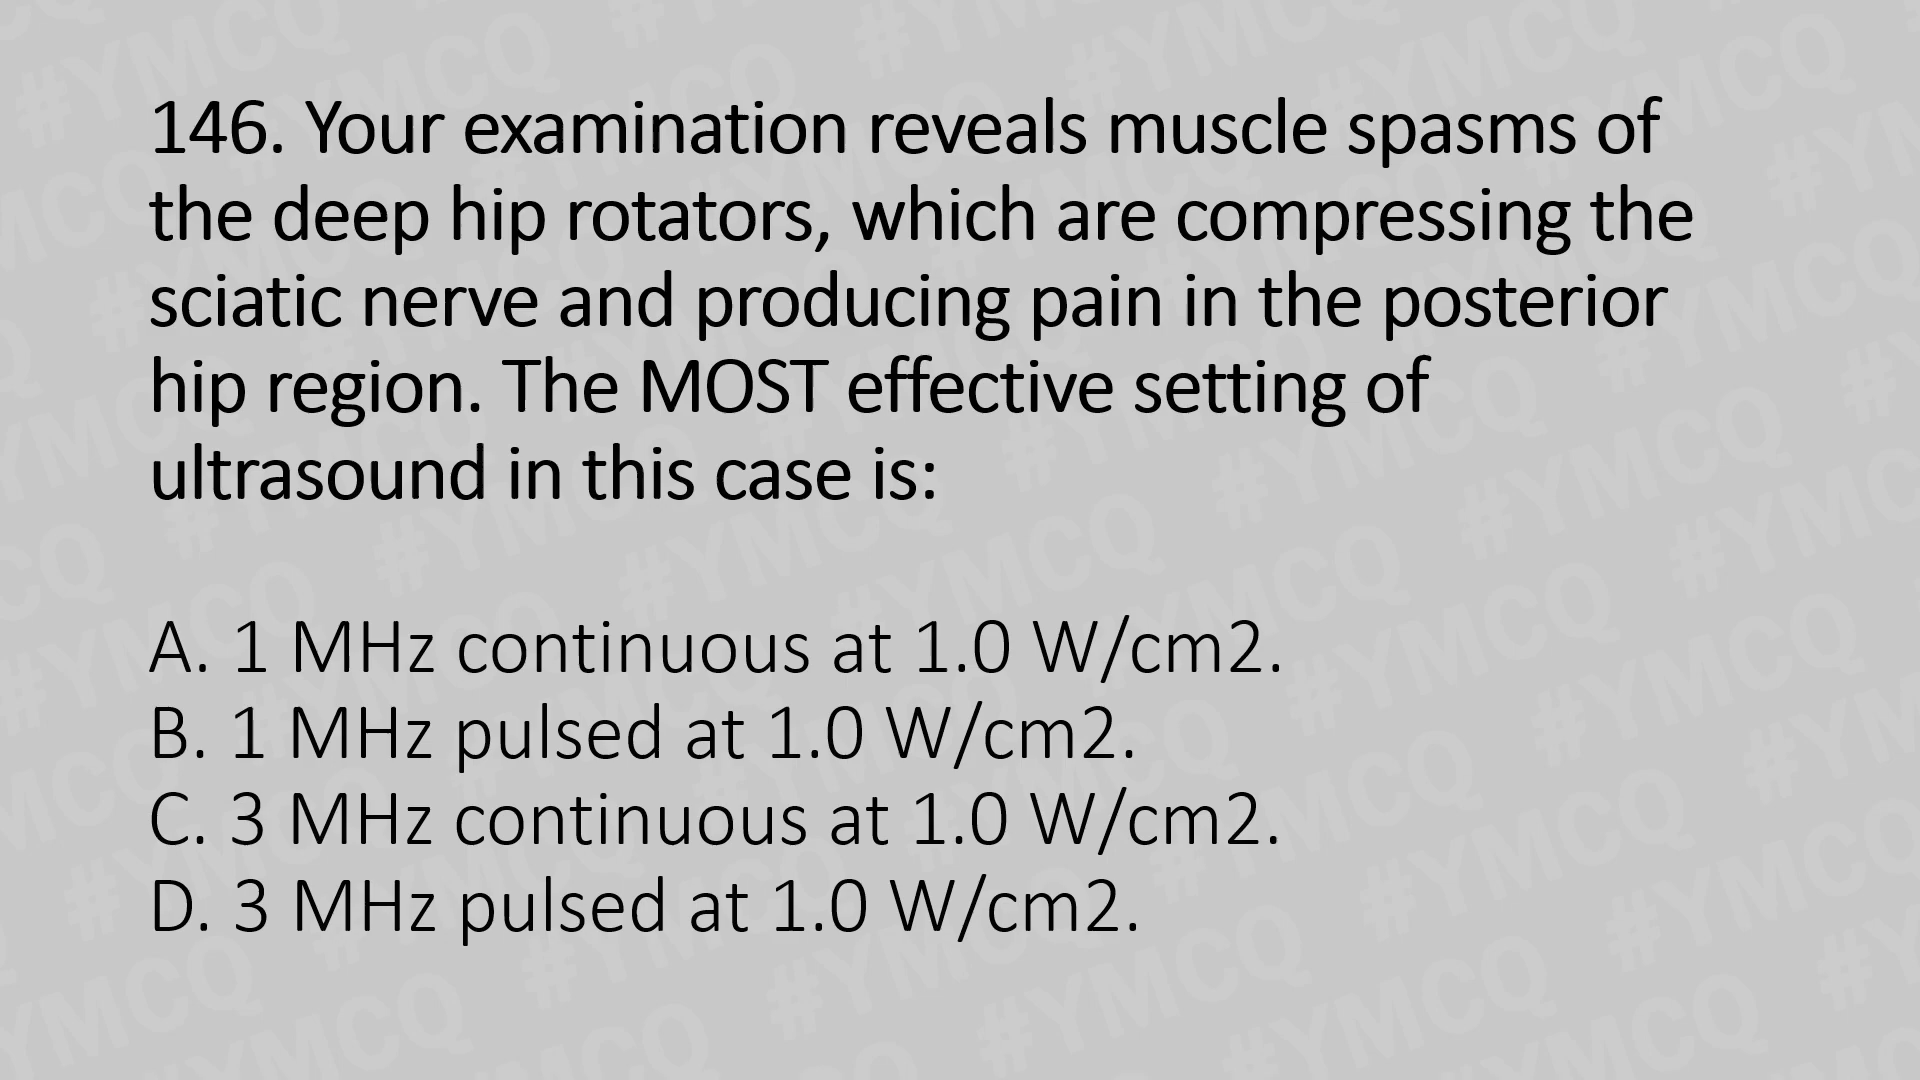 146. Your examination reveals muscle spasms of
the deep hip rotators, which are compressing the
sciatic nerve and producing pain in the posterior
hip region. The MOST effective setting of
ultrasound in this case is:
A. 1 MHz continuous at 1.0 W/cm2.
B. 1 MHz pulsed at 1.0 W/cm2.
C. 3 MHz continuous at 1.0 W/cm2.
D. 3 MHz pulsed at 1.0 W/cm2.
#YMCQ